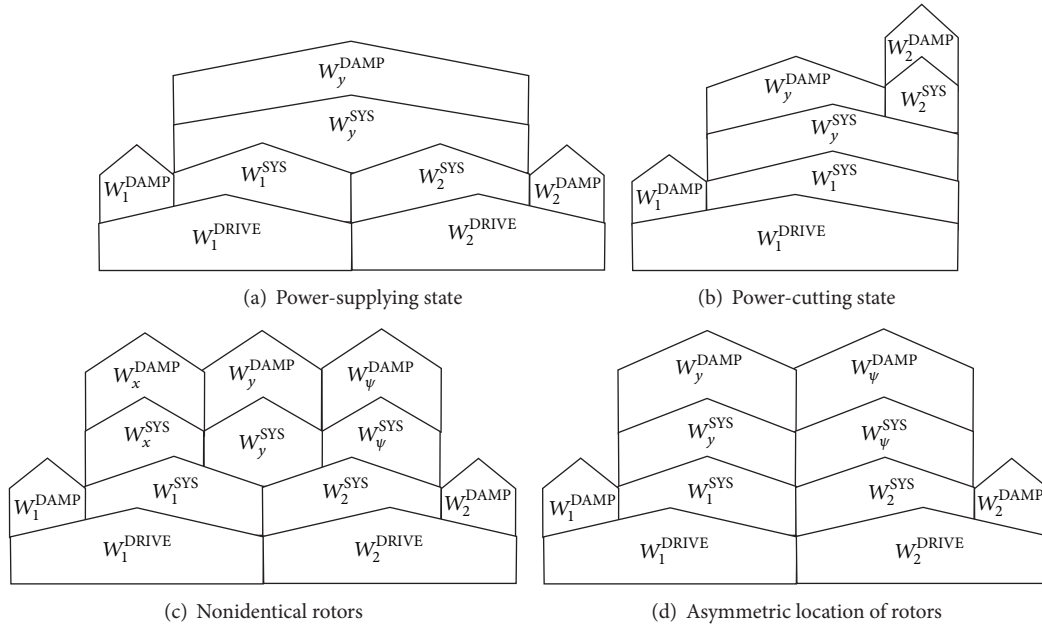 W_y^DAMP
W_y^SYS
W_1^DAMP W_1^SYS W_2^SYS W_2^DAMP
W_1^DRIVE W_2^DRIVE
(a) Power-supplying state
W_2^DAMP
W_y^DAMP W_2^SYS
W_y^SYS
W_1^DAMP W_1^SYS
W_1^DRIVE
(b) Power-cutting state
W_x^DAMP W_y^DAMP W_ψ^DAMP
W_x^SYS W_y^SYS W_ψ^SYS
W_1^DAMP W_1^SYS W_2^SYS W_2^DAMP
W_1^DRIVE W_2^DRIVE
(c) Nonidentical rotors
W_y^DAMP W_ψ^DAMP
W_y^SYS W_ψ^SYS
W_1^DAMP W_1^SYS W_2^SYS W_2^DAMP
W_1^DRIVE W_2^DRIVE
(d) Asymmetric location of rotors